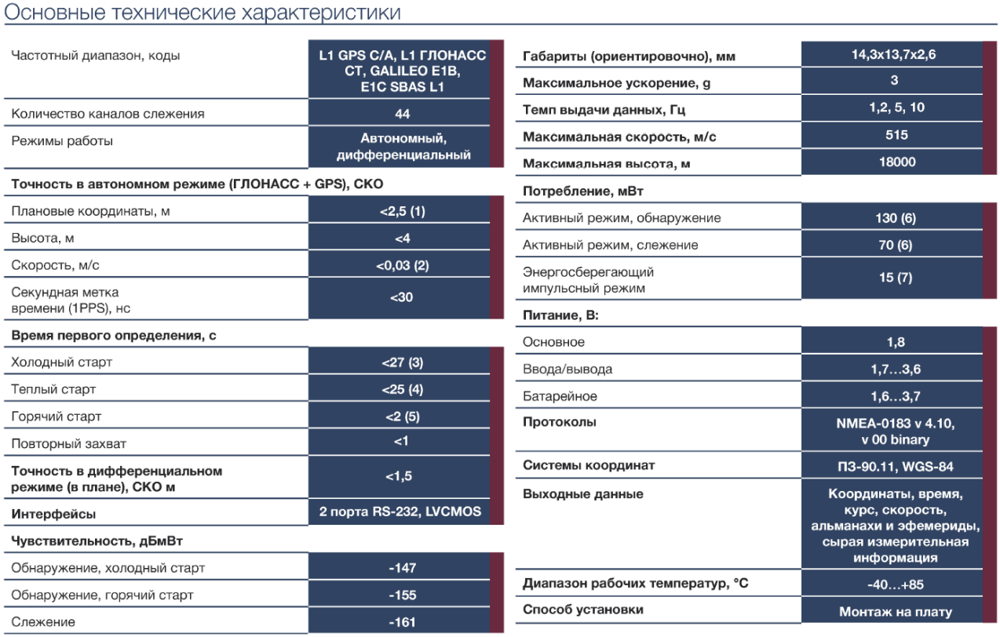 Основные технические характеристики
Частотный диапазон, коды
L1 GPS C/A, L1 ГЛОНАСС
СТ, GALILEO E1B,
E1C SBAS L1
Количество каналов слежения
44
Режимы работы
Автономный,
дифференциальный
Точность в автономном режиме (ГЛОНАСС + GPS), СКО
Плановые координаты, м
<2,5 (1)
Высота, м
<4
Скорость, м/с
<0,03 (2)
Секундная метка
времени (1PPS), нс
<30
Время первого определения, с
Холодный старт
<27 (3)
Теплый старт
<25 (4)
Горячий старт
<2 (5)
Повторный захват
<1
Точность в дифференциальном
режиме (в плане), СКО м
<1,5
Интерфейсы
2 порта RS-232, LVCMOS
Чувствительность, дБмВт
Обнаружение, холодный старт
-147
Обнаружение, горячий старт
-155
Слежение
-161
Габариты (ориентировочно), мм
14,3x13,7x2,6
Максимальное ускорение, g
3
Темп выдачи данных, Гц
1,2, 5, 10
Максимальная скорость, м/с
515
Максимальная высота, м
18000
Потребление, мВт
Активный режим, обнаружение
130 (6)
Активный режим, слежение
70 (6)
Энергосберегающий
импульсный режим
15 (7)
Питание, В:
Основное
1,8
Ввода/вывода
1,7…3,6
Батарейное
1,6…3,7
Протоколы
NMEA-0183 v 4.10,
v 00 binary
Системы координат
ПЗ-90.11, WGS-84
Выходные данные
Координаты, время,
курс, скорость,
альманахи и эфемериды,
сырая измерительная
информация
Диапазон рабочих температур, °C
-40…+85
Способ установки
Монтаж на плату